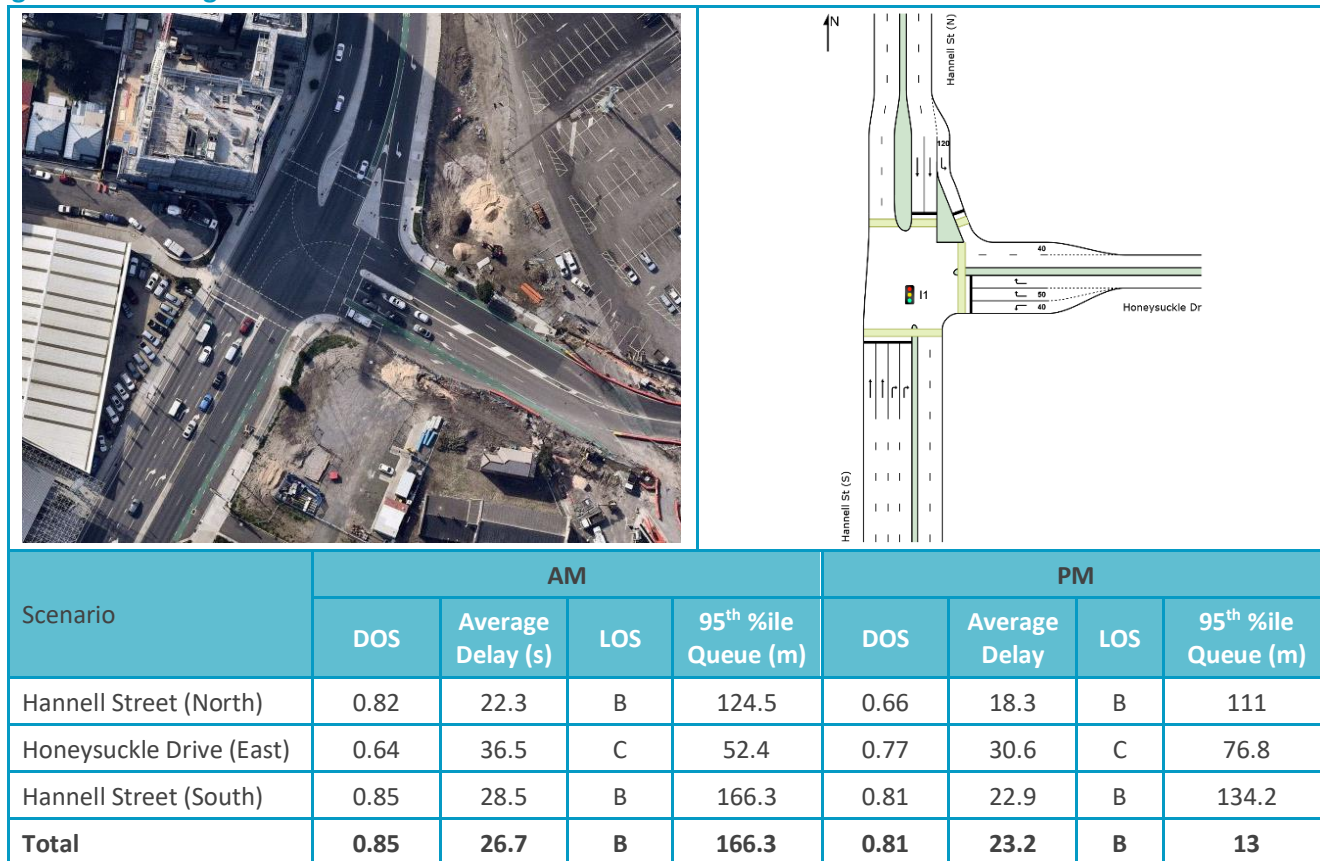 N
Hannell St (N)
120
40
I1
50
40
Honeysuckle Dr
Hannell St (S)
Scenario AM PM
DOS Average Delay (s) LOS 95th %ile Queue (m) DOS Average Delay LOS 95th %ile Queue (m)
Hannell Street (North) 0.82 22.3 B 124.5 0.66 18.3 B 111
Honeysuckle Drive (East) 0.64 36.5 C 52.4 0.77 30.6 C 76.8
Hannell Street (South) 0.85 28.5 B 166.3 0.81 22.9 B 134.2
Total 0.85 26.7 B 166.3 0.81 23.2 B 13